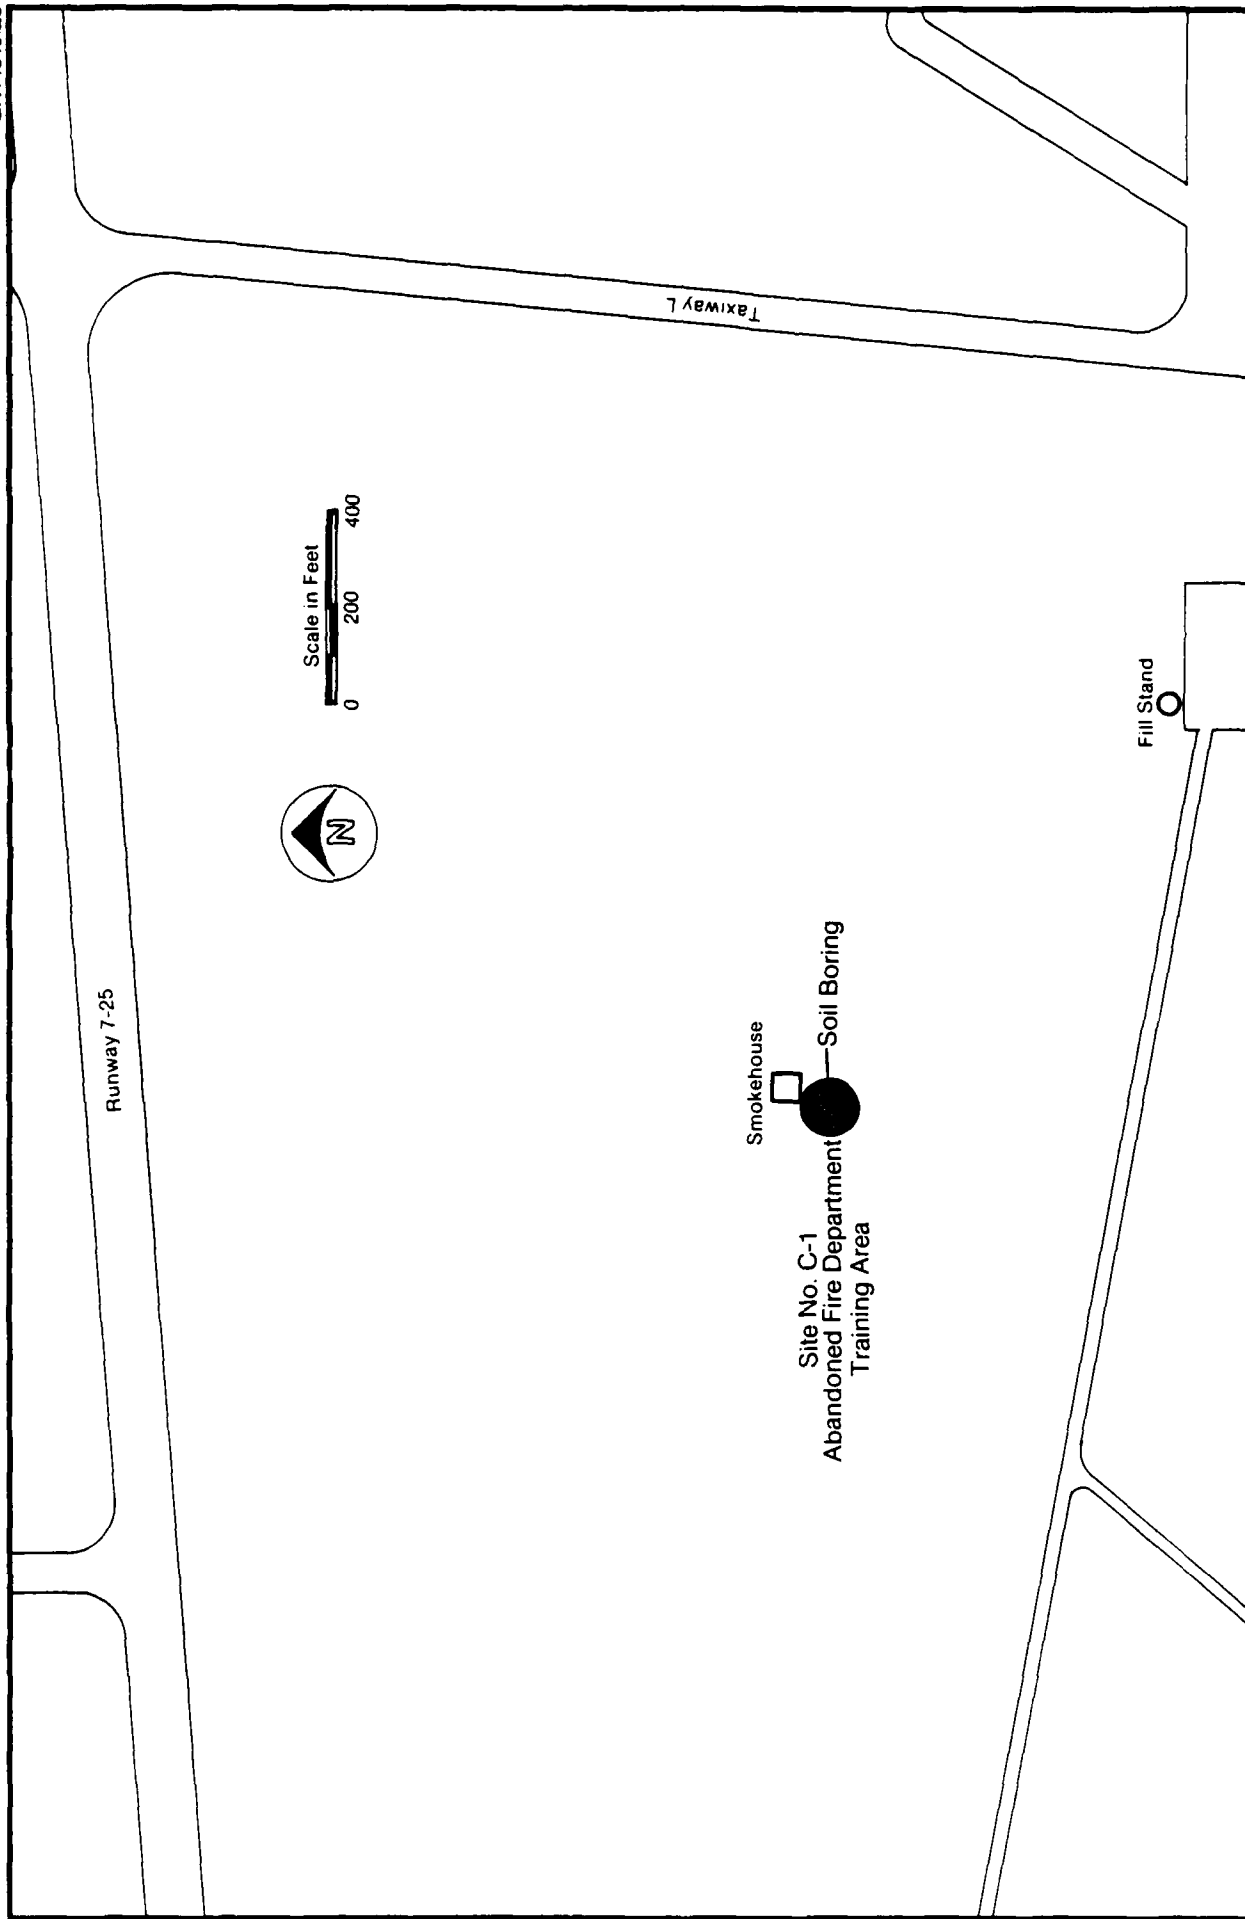 Runway 7-25
Scale in Feet
0 200 400
N
Taxiway L
Smokehouse
Soil Boring
Site No. C-1
Abandoned Fire Department
Training Area
Fill Stand